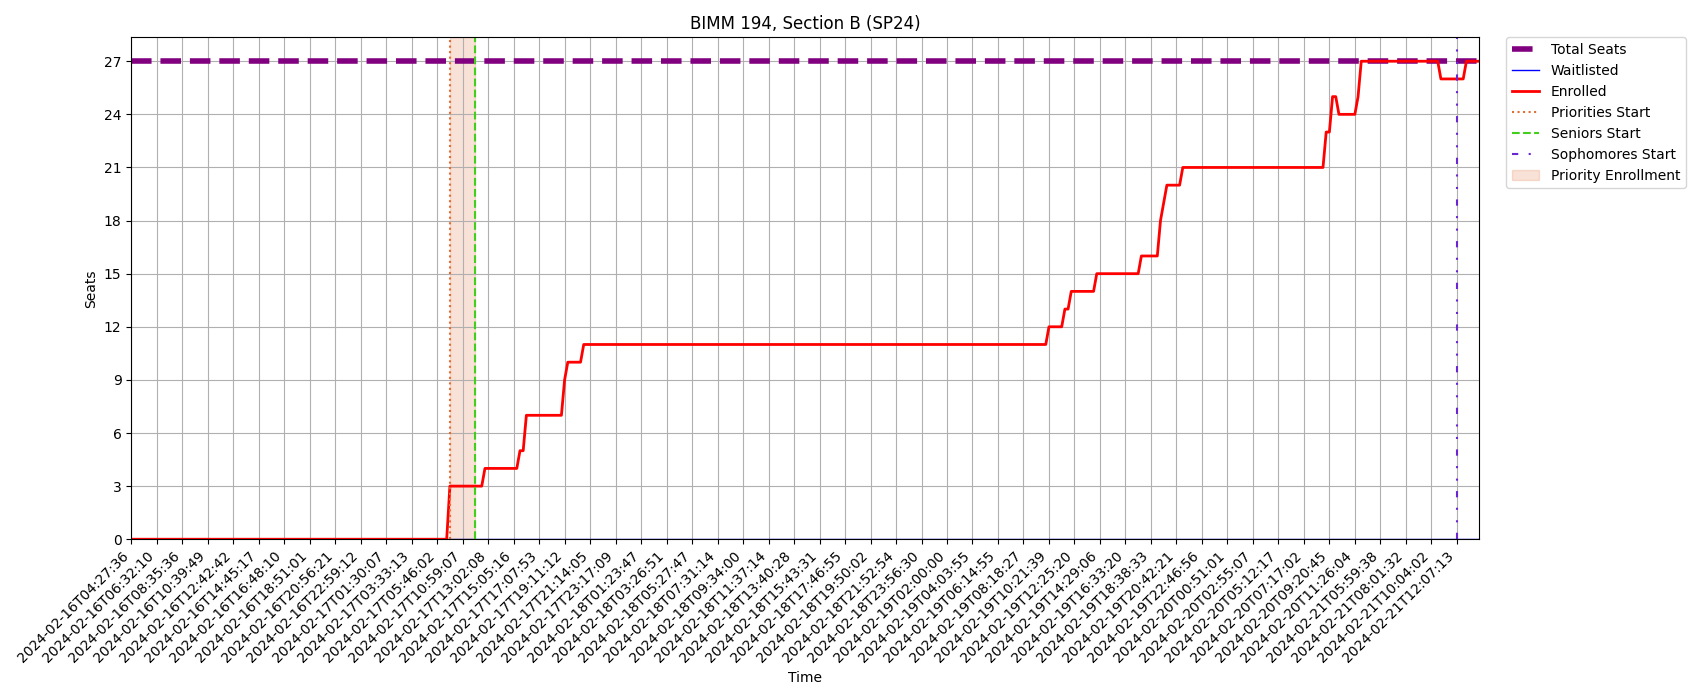 BIMM 194, Section B (SP24)
Total Seats
Waitlisted
Enrolled
Priorities Start
Seniors Start
Sophomores Start
Priority Enrollment
Seats
27
24
21
18
15
12
9
6
3
0
2024-02-16T04:27:36
2024-02-16T06:32:10
2024-02-16T08:35:36
2024-02-16T10:39:49
2024-02-16T12:42:42
2024-02-16T14:45:17
2024-02-16T16:48:10
2024-02-16T18:51:01
2024-02-16T20:56:21
2024-02-16T22:59:12
2024-02-17T01:30:07
2024-02-17T03:33:13
2024-02-17T05:46:02
2024-02-17T10:59:07
2024-02-17T13:02:08
2024-02-17T15:05:16
2024-02-17T17:07:53
2024-02-17T19:11:12
2024-02-17T21:14:05
2024-02-17T23:17:09
2024-02-18T01:23:47
2024-02-18T03:26:51
2024-02-18T05:27:47
2024-02-18T07:31:14
2024-02-18T09:34:00
2024-02-18T11:37:14
2024-02-18T13:40:28
2024-02-18T15:43:31
2024-02-18T17:46:55
2024-02-18T19:50:02
2024-02-18T21:52:54
2024-02-18T23:56:30
2024-02-19T02:00:00
2024-02-19T04:03:55
2024-02-19T06:14:55
2024-02-19T08:18:27
2024-02-19T10:21:39
2024-02-19T12:25:20
2024-02-19T14:29:06
2024-02-19T16:33:20
2024-02-19T18:38:33
2024-02-19T20:42:21
2024-02-19T22:46:56
2024-02-20T00:51:01
2024-02-20T02:55:07
2024-02-20T05:12:17
2024-02-20T07:17:02
2024-02-20T09:20:45
2024-02-20T11:26:04
2024-02-21T05:59:38
2024-02-21T08:01:32
2024-02-21T10:04:02
2024-02-21T12:07:13
Time